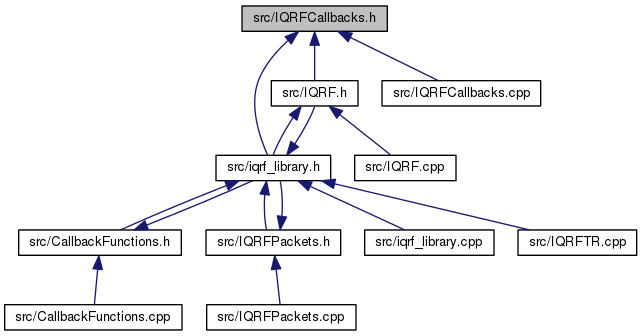 src/IQRFCallbacks.h
src/IQRF.h
src/IQRFCallbacks.cpp
src/iqrf_library.h
src/IQRF.cpp
src/CallbackFunctions.h
src/IQRFPackets.h
src/iqrf_library.cpp
src/IQRFTR.cpp
src/CallbackFunctions.cpp
src/IQRFPackets.cpp